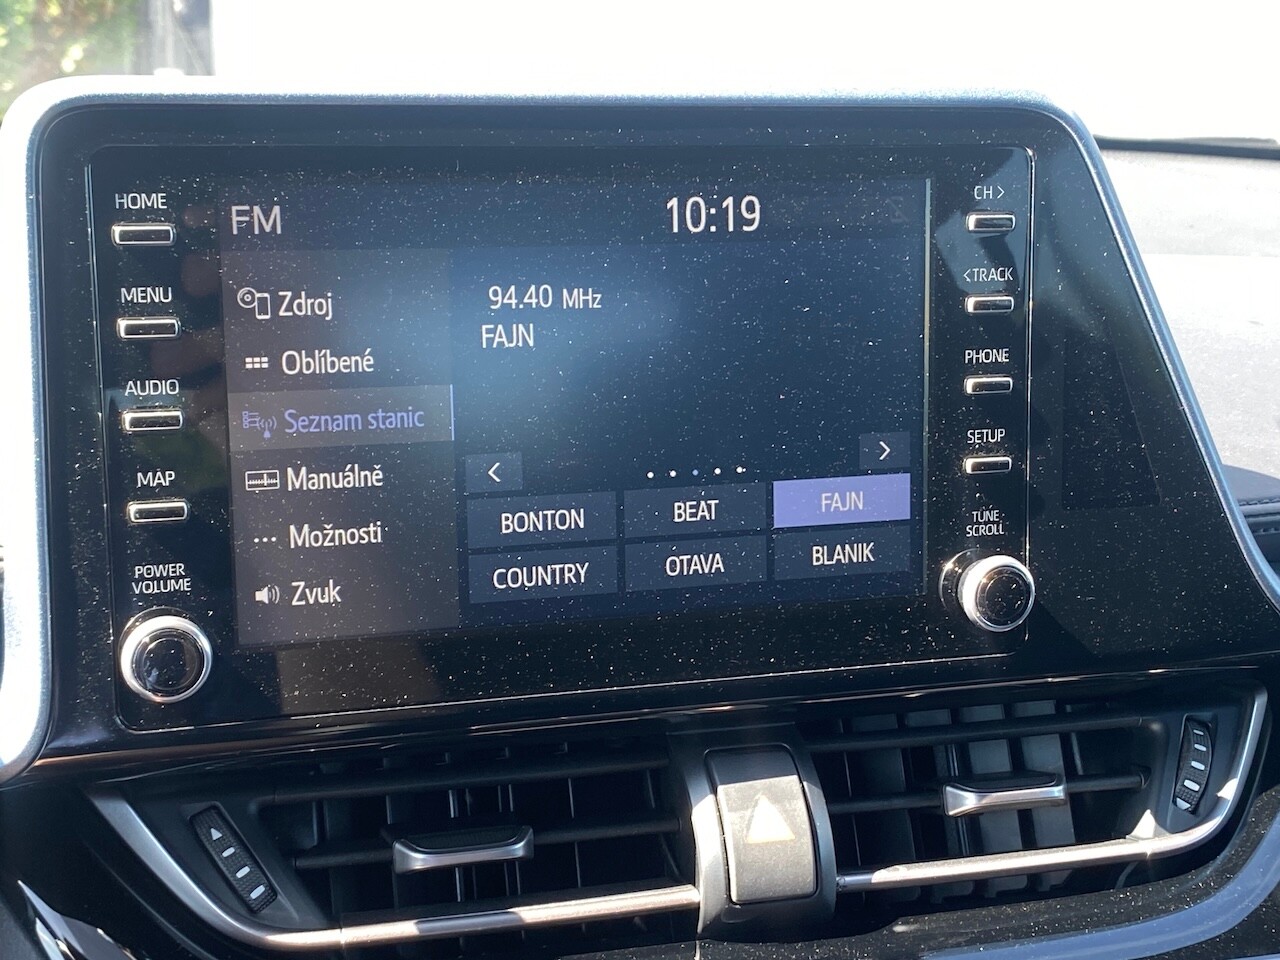 HOME
MENU
AUDIO
MAP
POWER
VOLUME
FM
10:19
Zdroj
Oblíbené
Seznam stanic
Manuálně
Možnosti
Zvuk
94.40 MHz
FAJN
BONTON
BEAT
FAJN
COUNTRY
OTAVA
BLANIK
CH >
< TRACK
PHONE
SETUP
TUNE
SCROLL